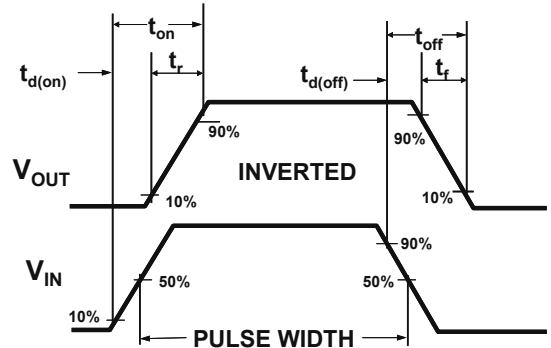 t_on
t_off
t_d(on)
t_r
t_d(off)
t_f
90%
90%
V_OUT
INVERTED
10%
10%
90%
V_IN
50%
50%
10%
PULSE WIDTH